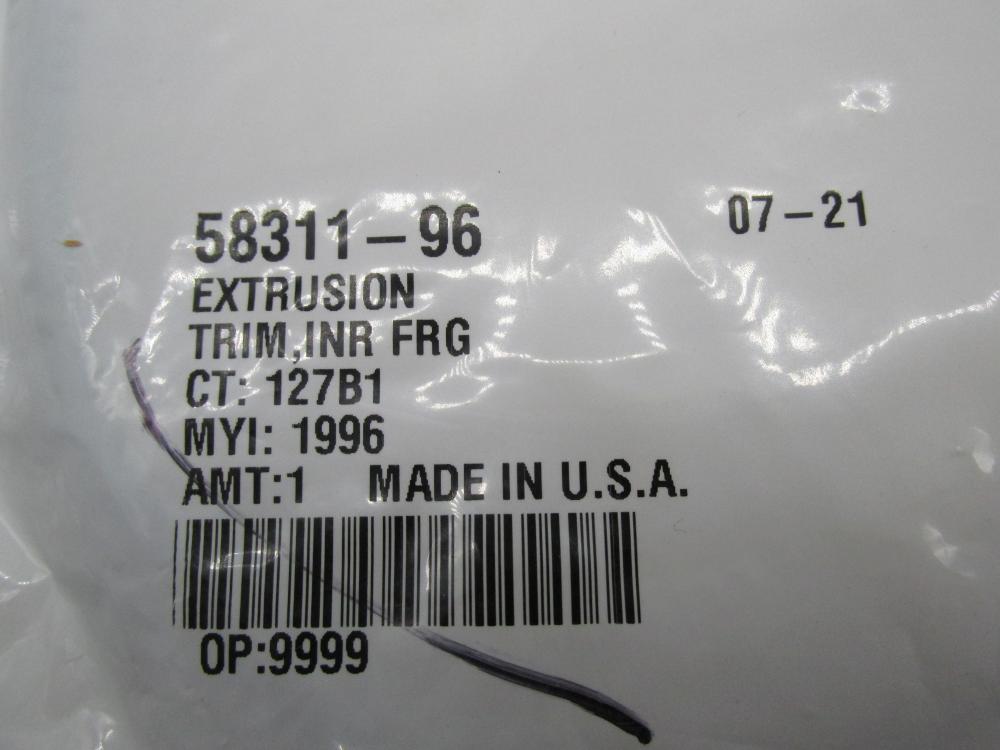 58311-96 07-21
EXTRUSION
TRIM,INR FRG
CT: 127B1
MYI: 1996
AMT:1 MADE IN U.S.A.
OP:9999